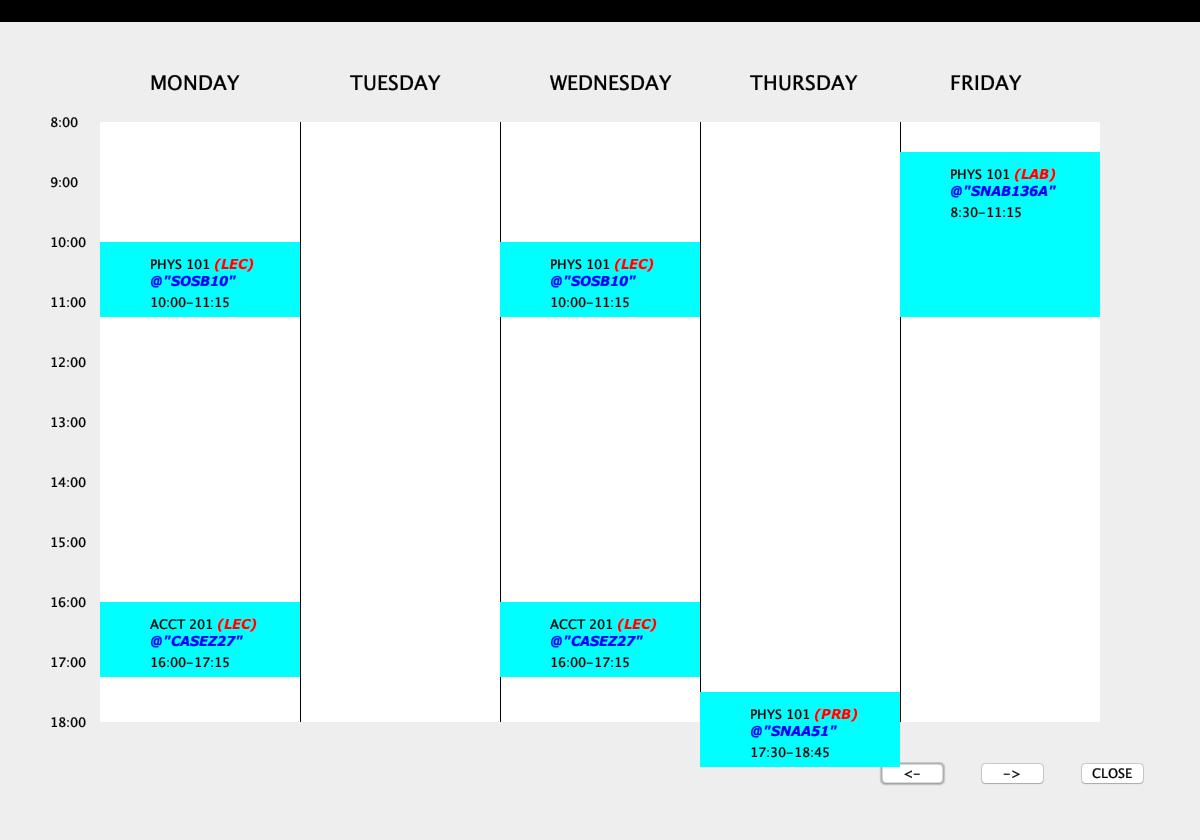 MONDAY TUESDAY WEDNESDAY THURSDAY FRIDAY
8:00
9:00
10:00
11:00
12:00
13:00
14:00
15:00
16:00
17:00
18:00
PHYS 101 (LEC)
@"SOSB10"
10:00-11:15
ACCT 201 (LEC)
@"CASEZ27"
16:00-17:15
PHYS 101 (LEC)
@"SOSB10"
10:00-11:15
ACCT 201 (LEC)
@"CASEZ27"
16:00-17:15
PHYS 101 (PRB)
@"SNAA51"
17:30-18:45
PHYS 101 (LAB)
@"SNAB136A"
8:30-11:15
<- -> CLOSE